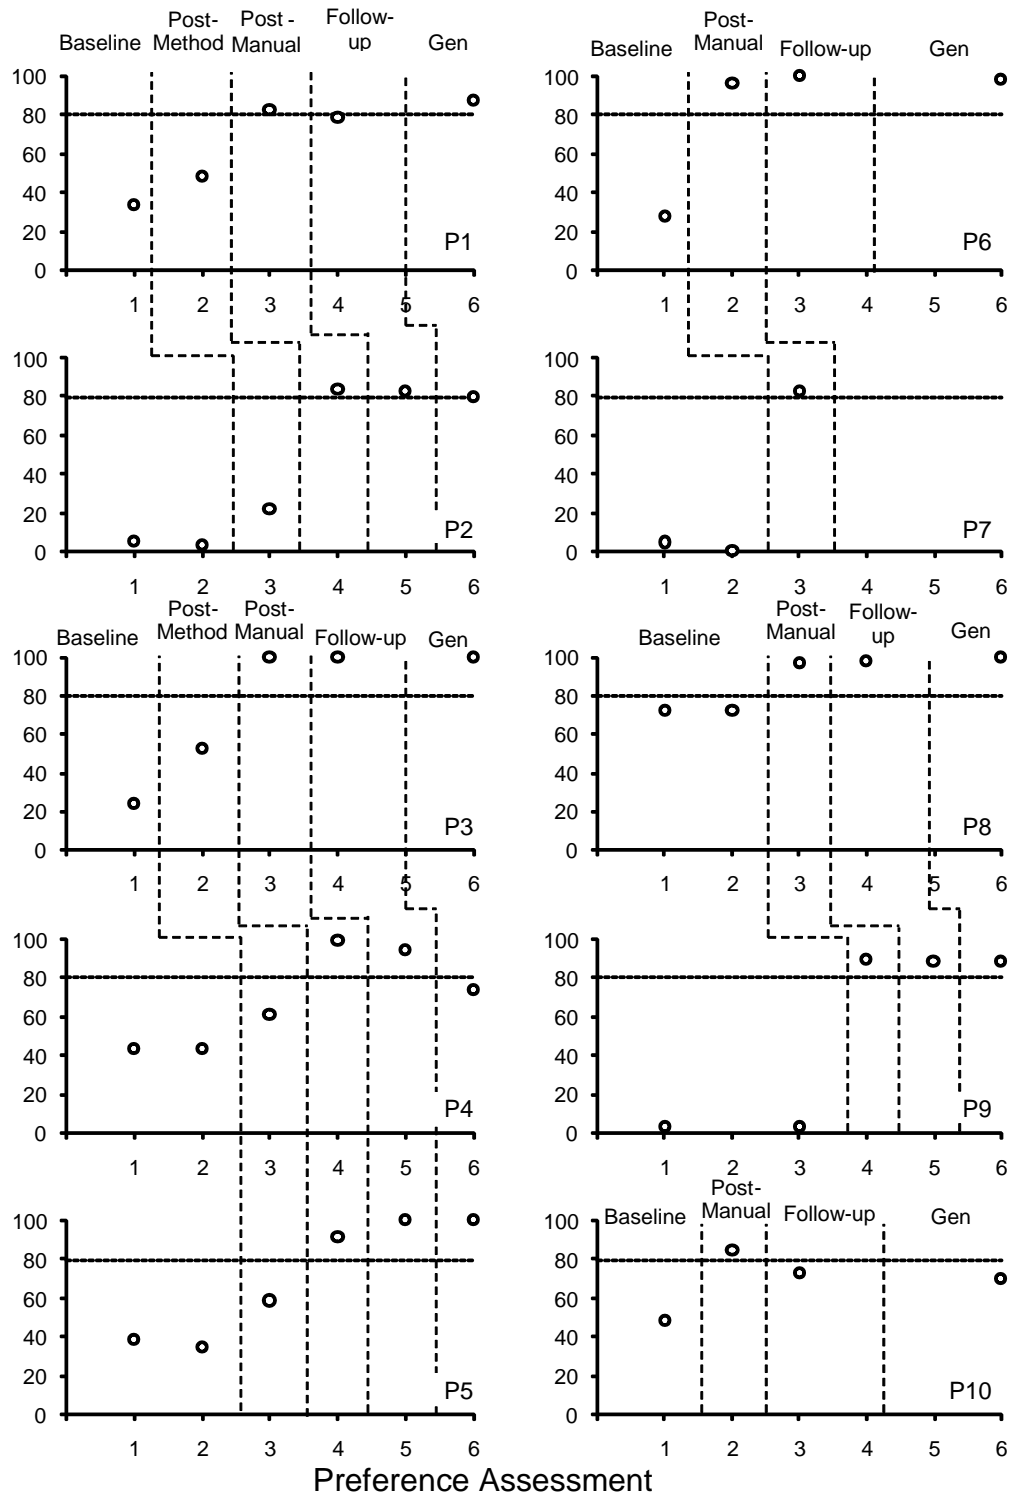 Baseline Post-Method Post - Manual Follow-up Gen
100
80
60
40
20
0
P1
1 2 3 4 5 6
100
80
60
40
20
0
P2
1 2 3 4 5 6
Baseline Post-Method Post-Manual Follow-up Gen
100
80
60
40
20
0
P3
1 2 3 4 5 6
100
80
60
40
20
0
P4
1 2 3 4 5 6
100
80
60
40
20
0
P5
1 2 3 4 5 6
Baseline Post-Manual Follow-up Gen
100
80
60
40
20
0
P6
1 2 3 4 5 6
100
80
60
40
20
0
P7
1 2 3 4 5 6
Baseline Post-Manual Follow-up Gen
100
80
60
40
20
0
P8
1 2 3 4 5 6
100
80
60
40
20
0
P9
1 2 3 4 5 6
Baseline Post-Manual Follow-up Gen
100
80
60
40
20
0
P10
1 2 3 4 5 6
Preference Assessment